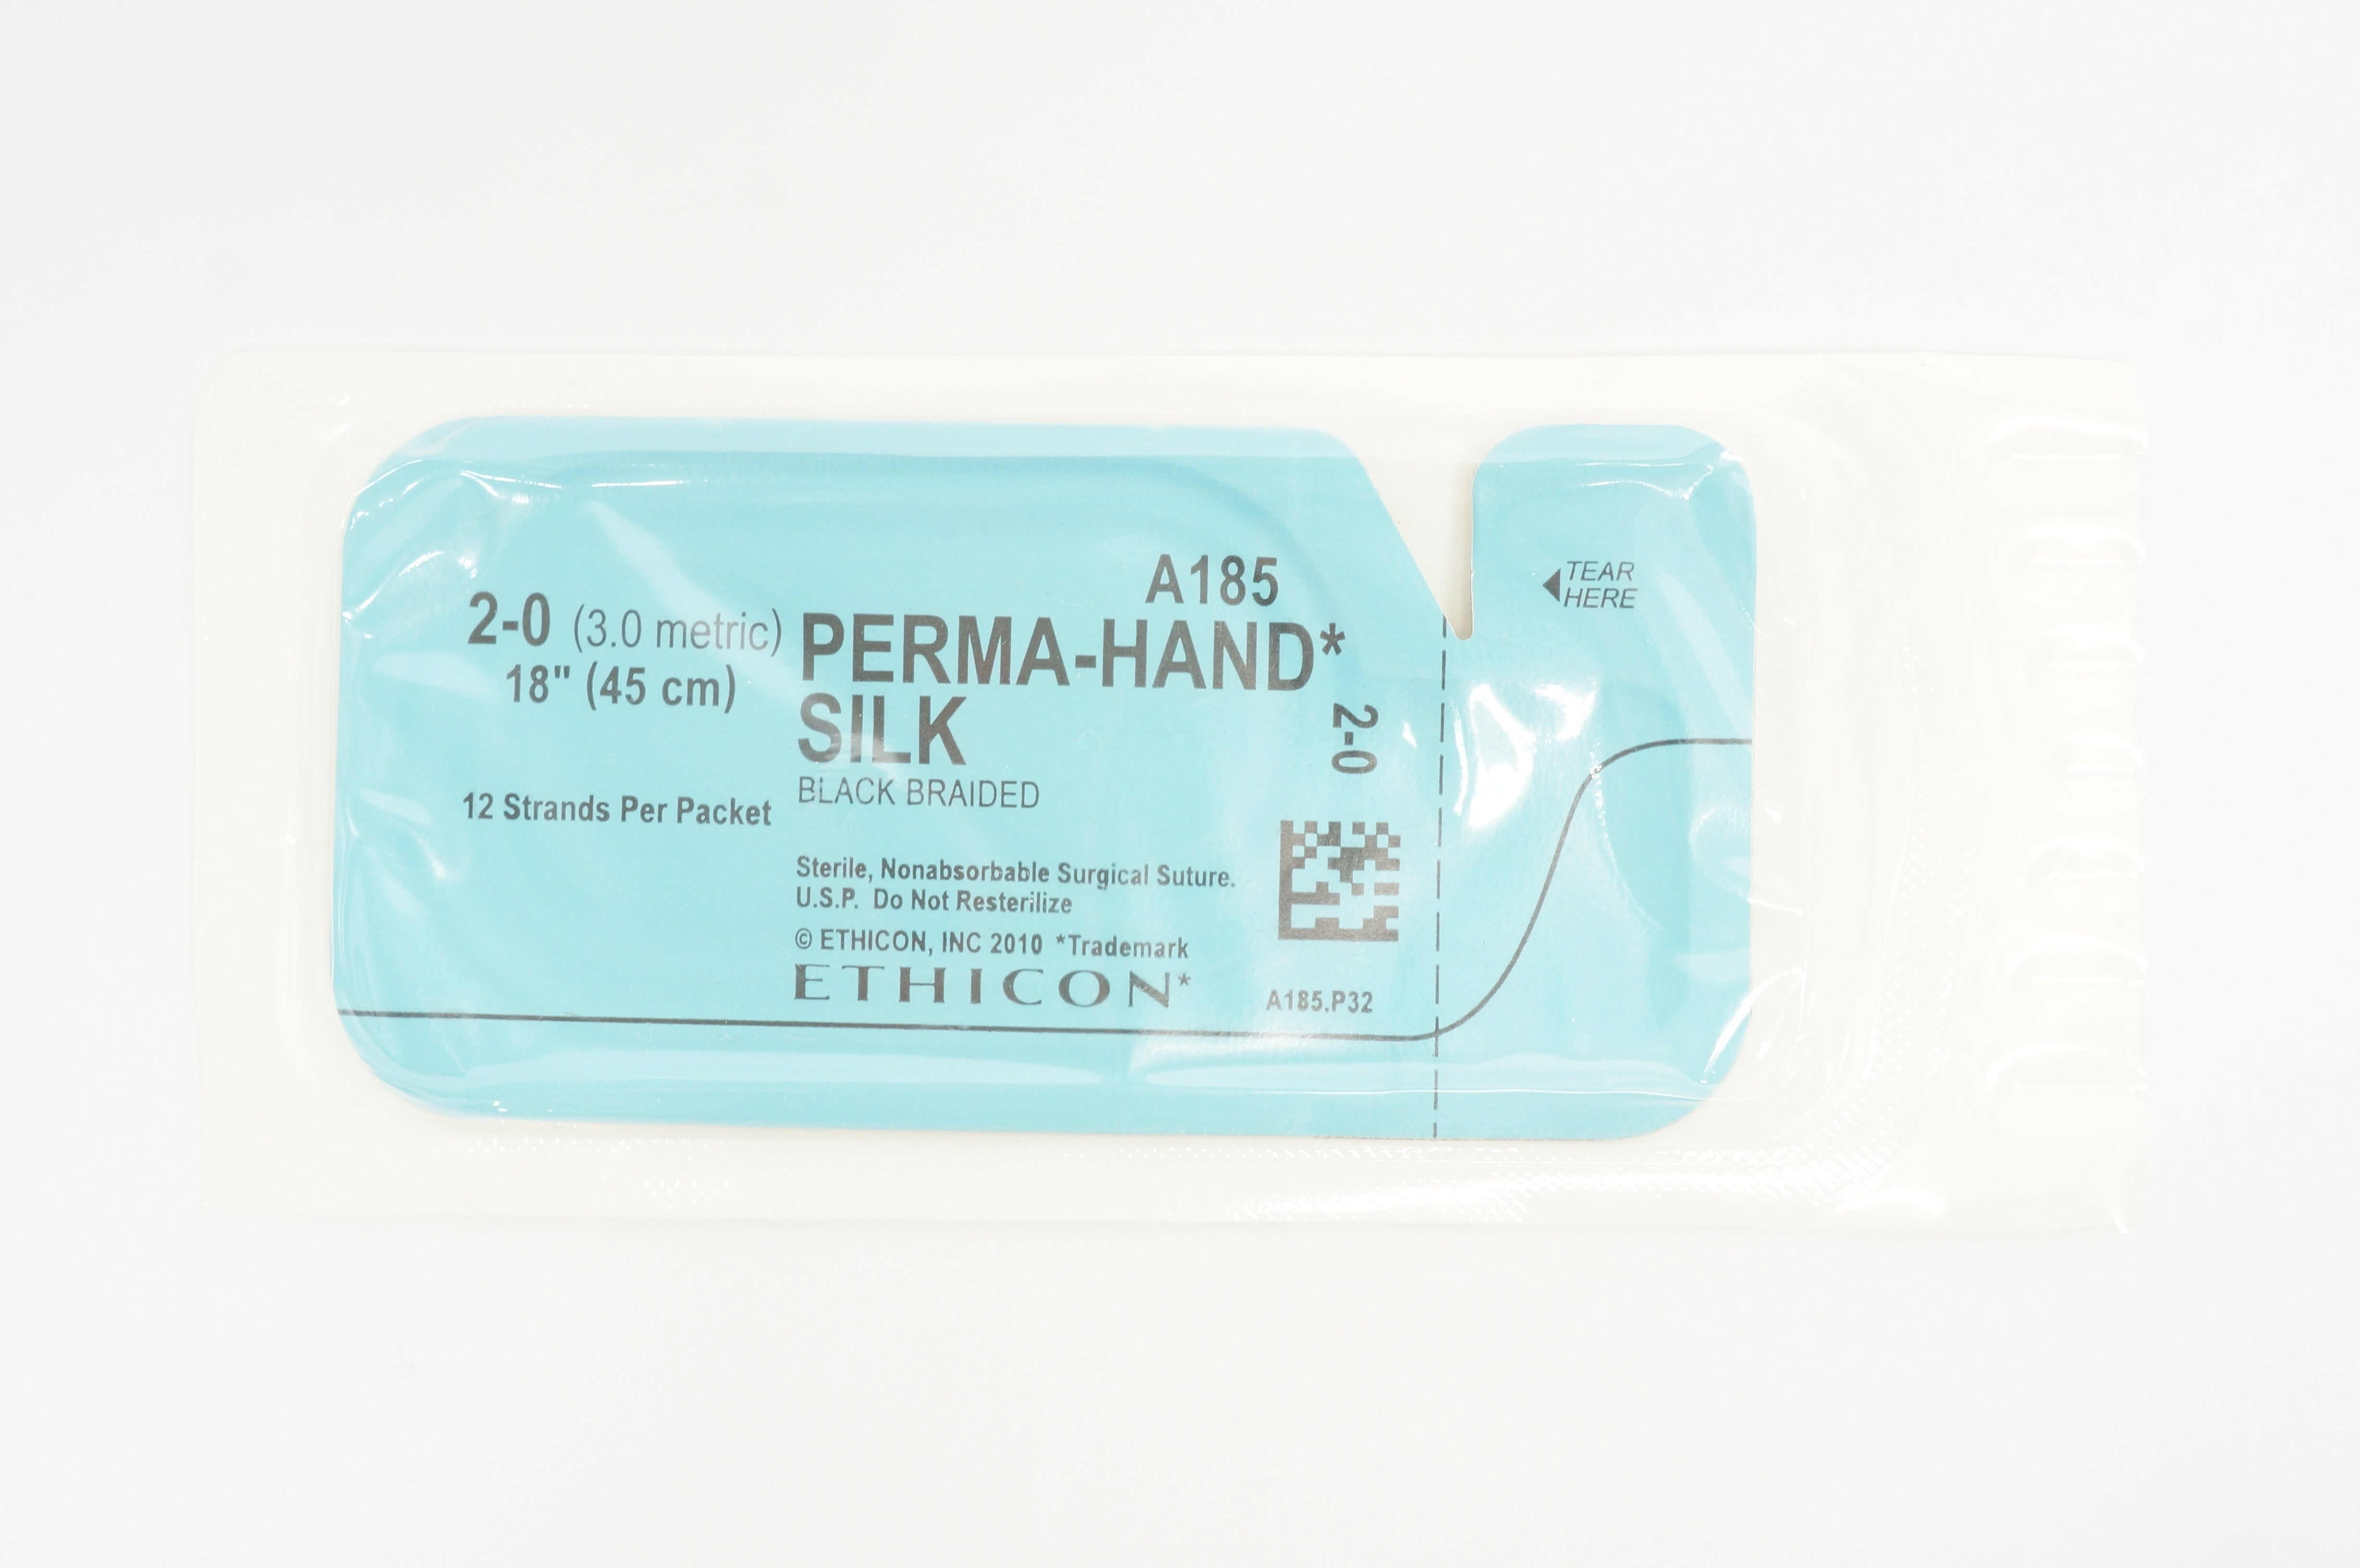 A185
2-0 (3.0 metric)
18" (45 cm)
PERMA-HAND*
SILK
BLACK BRAIDED
2-0
12 Strands Per Packet
Sterile, Nonabsorbable Surgical Suture.
U.S.P. Do Not Resterilize
© ETHICON, INC 2010 *Trademark
ETHICON*
A185.P32
TEAR
HERE